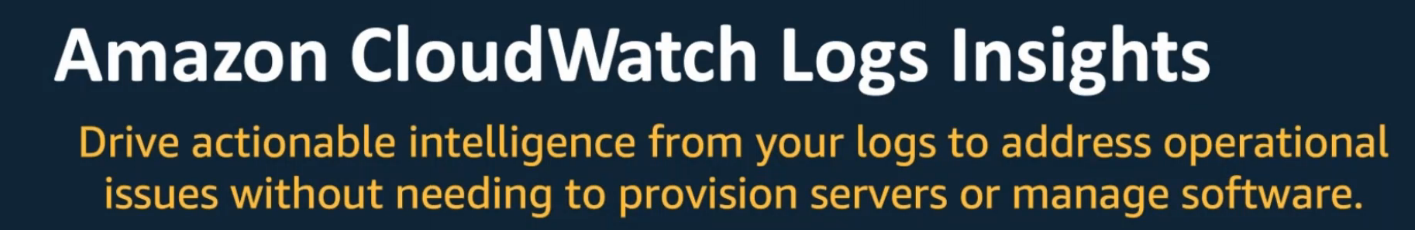 Amazon CloudWatch Logs Insights
Drive actionable intelligence from your logs to address operational
issues without needing to provision servers or manage software.